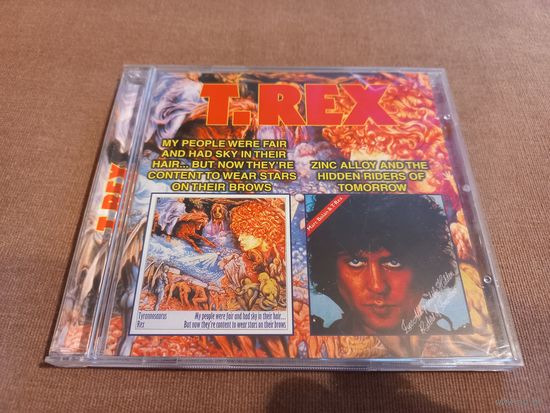 T.REX
MY PEOPLE WERE FAIR
AND HAD SKY IN THEIR
HAIR... BUT NOW THEY'RE
CONTENT TO WEAR STARS
ON THEIR BROWS
ZINC ALLOY AND THE
HIDDEN RIDERS OF
TOMORROW
T.REX
Tyrannosaurus
Rex
My people were fair and had sky in their hair...
But now they're content to wear stars on their brows
Marc Bolan & T.Rex